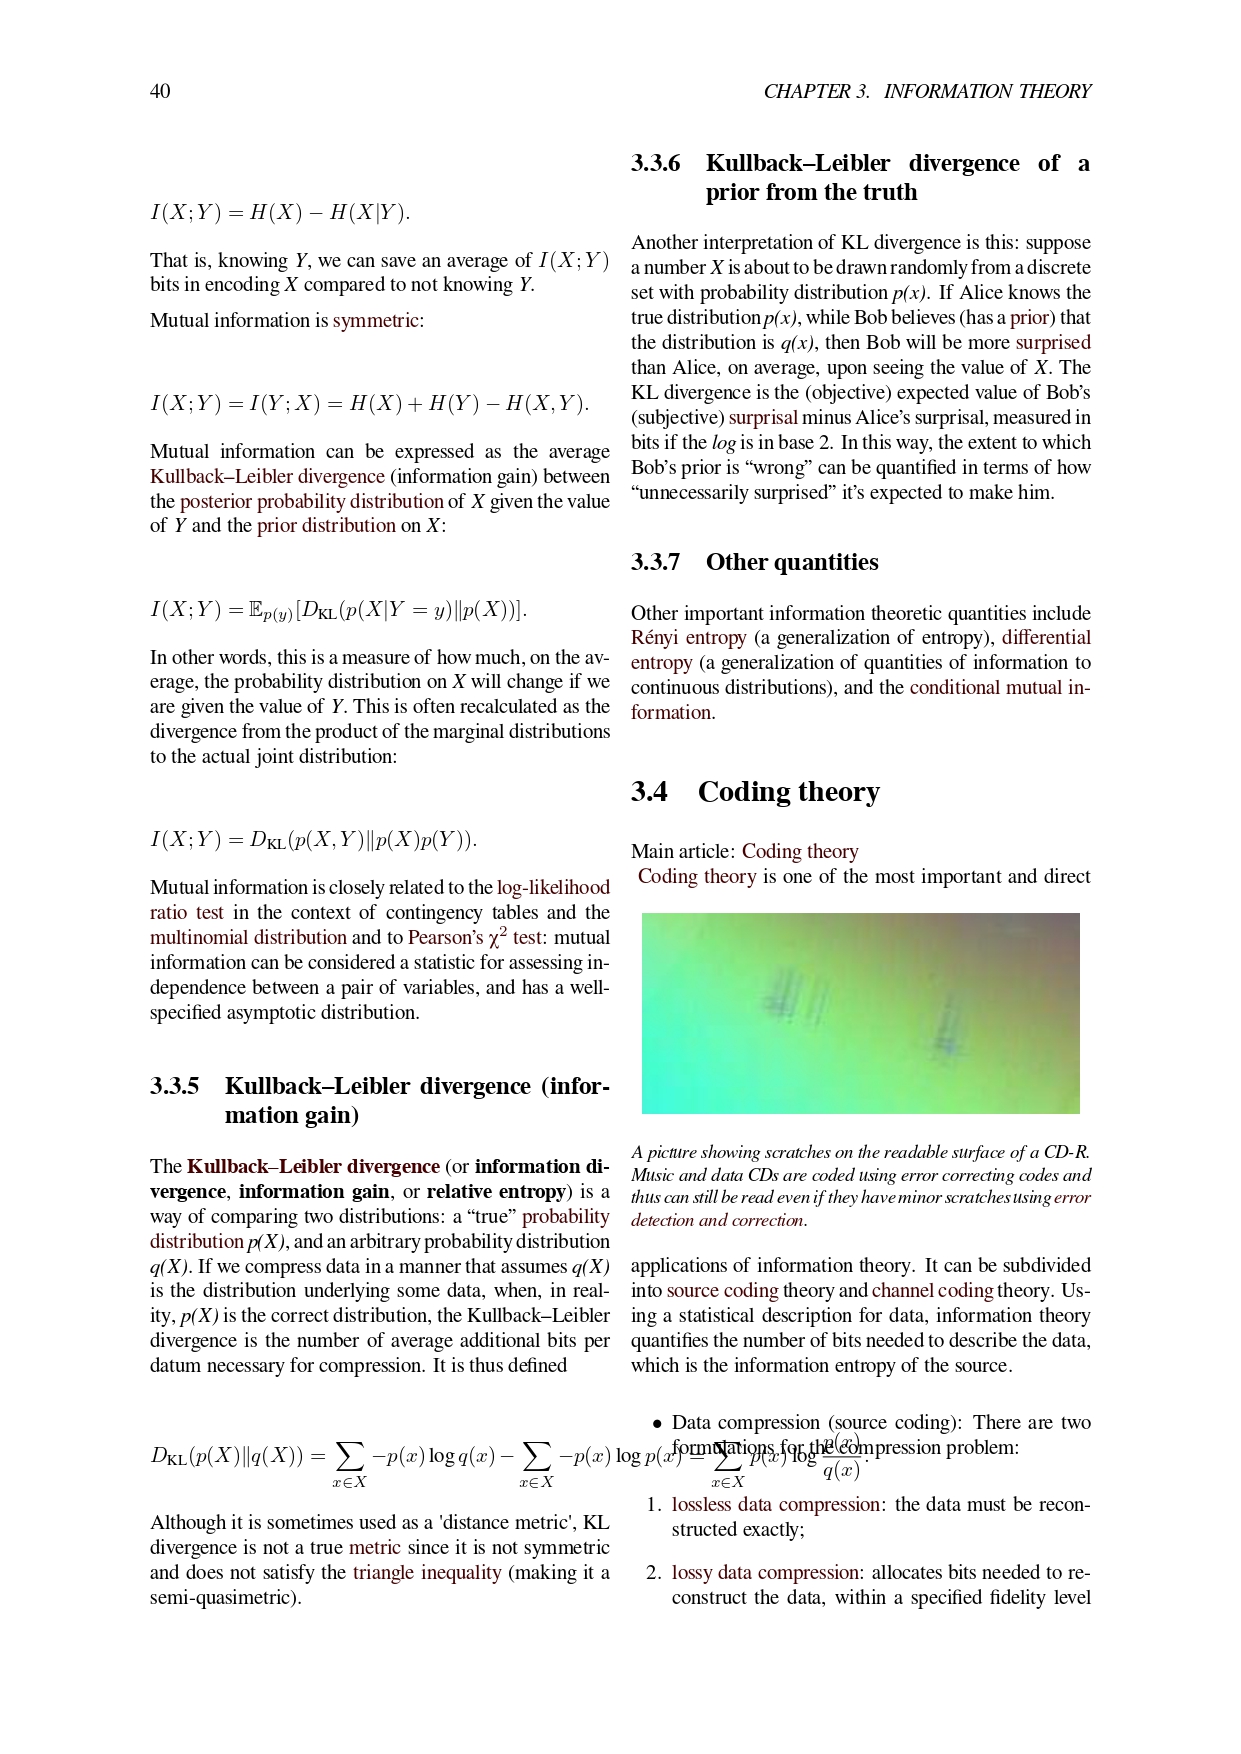 40
CHAPTER 3. INFORMATION THEORY
I(X;Y) = H(X) − H(X|Y).
That is, knowing Y, we can save an average of I(X;Y)
bits in encoding X compared to not knowing Y.
Mutual information is symmetric:
I(X;Y) = I(Y;X) = H(X) + H(Y) − H(X,Y).
Mutual information can be expressed as the average
Kullback–Leibler divergence (information gain) between
the posterior probability distribution of X given the value
of Y and the prior distribution on X:
I(X;Y) = 𝔼p(y)[DKL(p(X|Y = y)‖p(X))].
In other words, this is a measure of how much, on the av-
erage, the probability distribution on X will change if we
are given the value of Y. This is often recalculated as the
divergence from the product of the marginal distributions
to the actual joint distribution:
I(X;Y) = DKL(p(X,Y)‖p(X)p(Y)).
Mutual information is closely related to the log-likelihood
ratio test in the context of contingency tables and the
multinomial distribution and to Pearson's χ² test: mutual
information can be considered a statistic for assessing in-
dependence between a pair of variables, and has a well-
specified asymptotic distribution.
3.3.5 Kullback–Leibler divergence (infor-
mation gain)
The Kullback–Leibler divergence (or information di-
vergence, information gain, or relative entropy) is a
way of comparing two distributions: a “true” probability
distribution p(X), and an arbitrary probability distribution
q(X). If we compress data in a manner that assumes q(X)
is the distribution underlying some data, when, in real-
ity, p(X) is the correct distribution, the Kullback–Leibler
divergence is the number of average additional bits per
datum necessary for compression. It is thus defined
DKL(p(X)‖q(X)) = ∑x∈X −p(x) log q(x) − ∑x∈X −p(x) log p(x) = ∑x∈X p(x) log p(x)/q(x).
Although it is sometimes used as a 'distance metric', KL
divergence is not a true metric since it is not symmetric
and does not satisfy the triangle inequality (making it a
semi-quasimetric).
3.3.6 Kullback–Leibler divergence of a
prior from the truth
Another interpretation of KL divergence is this: suppose
a number X is about to be drawn randomly from a discrete
set with probability distribution p(x). If Alice knows the
true distribution p(x), while Bob believes (has a prior) that
the distribution is q(x), then Bob will be more surprised
than Alice, on average, upon seeing the value of X. The
KL divergence is the (objective) expected value of Bob's
(subjective) surprisal minus Alice's surprisal, measured in
bits if the log is in base 2. In this way, the extent to which
Bob's prior is “wrong” can be quantified in terms of how
“unnecessarily surprised” it's expected to make him.
3.3.7 Other quantities
Other important information theoretic quantities include
Rényi entropy (a generalization of entropy), differential
entropy (a generalization of quantities of information to
continuous distributions), and the conditional mutual in-
formation.
3.4 Coding theory
Main article: Coding theory
Coding theory is one of the most important and direct
A picture showing scratches on the readable surface of a CD-R.
Music and data CDs are coded using error correcting codes and
thus can still be read even if they have minor scratches using error
detection and correction.
applications of information theory. It can be subdivided
into source coding theory and channel coding theory. Us-
ing a statistical description for data, information theory
quantifies the number of bits needed to describe the data,
which is the information entropy of the source.
• Data compression (source coding): There are two
formulations for the compression problem:
1. lossless data compression: the data must be recon-
structed exactly;
2. lossy data compression: allocates bits needed to re-
construct the data, within a specified fidelity level